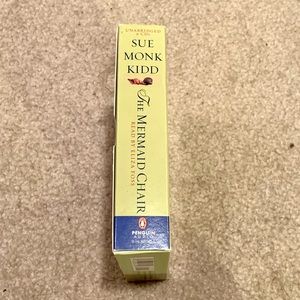 UNABRIDGED
SUE
MONK
KIDD
THE MERMAID CHAIR
READ BY ELIZA FOSS
PENGUIN
AUDIO